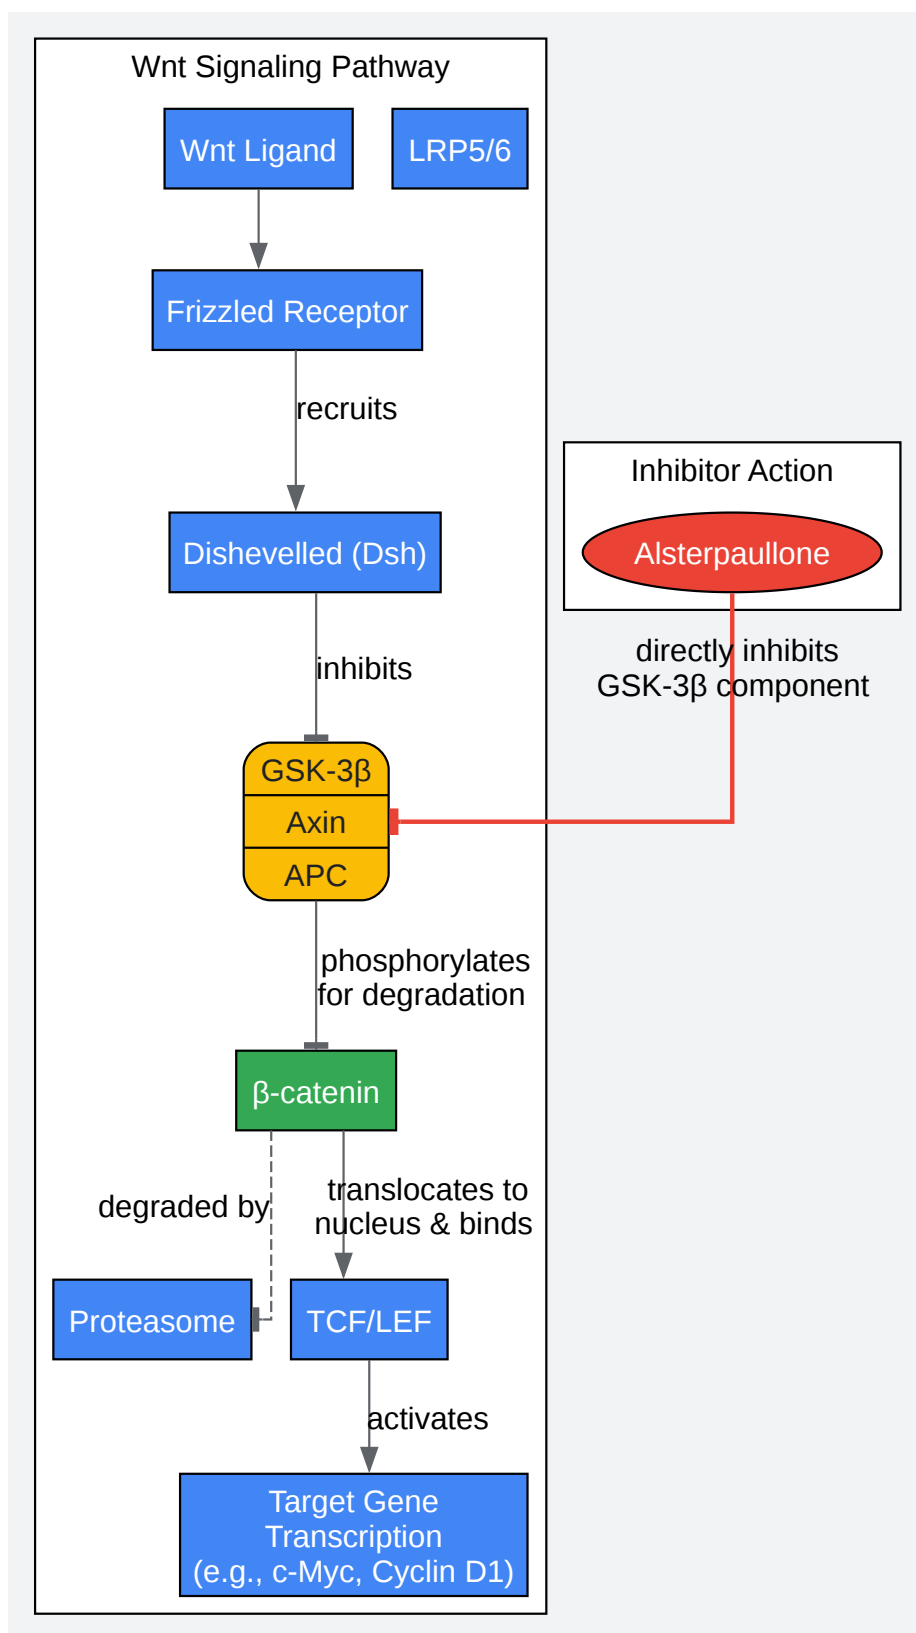 Wnt Signaling Pathway
Wnt Ligand
LRP5/6
Frizzled Receptor
recruits
Dishevelled (Dsh)
Inhibitor Action
Alsterpaullone
directly inhibits
GSK-3β component
inhibits
GSK-3β
Axin
APC
phosphorylates
for degradation
β-catenin
degraded by
translocates to
nucleus & binds
Proteasome
TCF/LEF
activates
Target Gene
Transcription
(e.g., c-Myc, Cyclin D1)